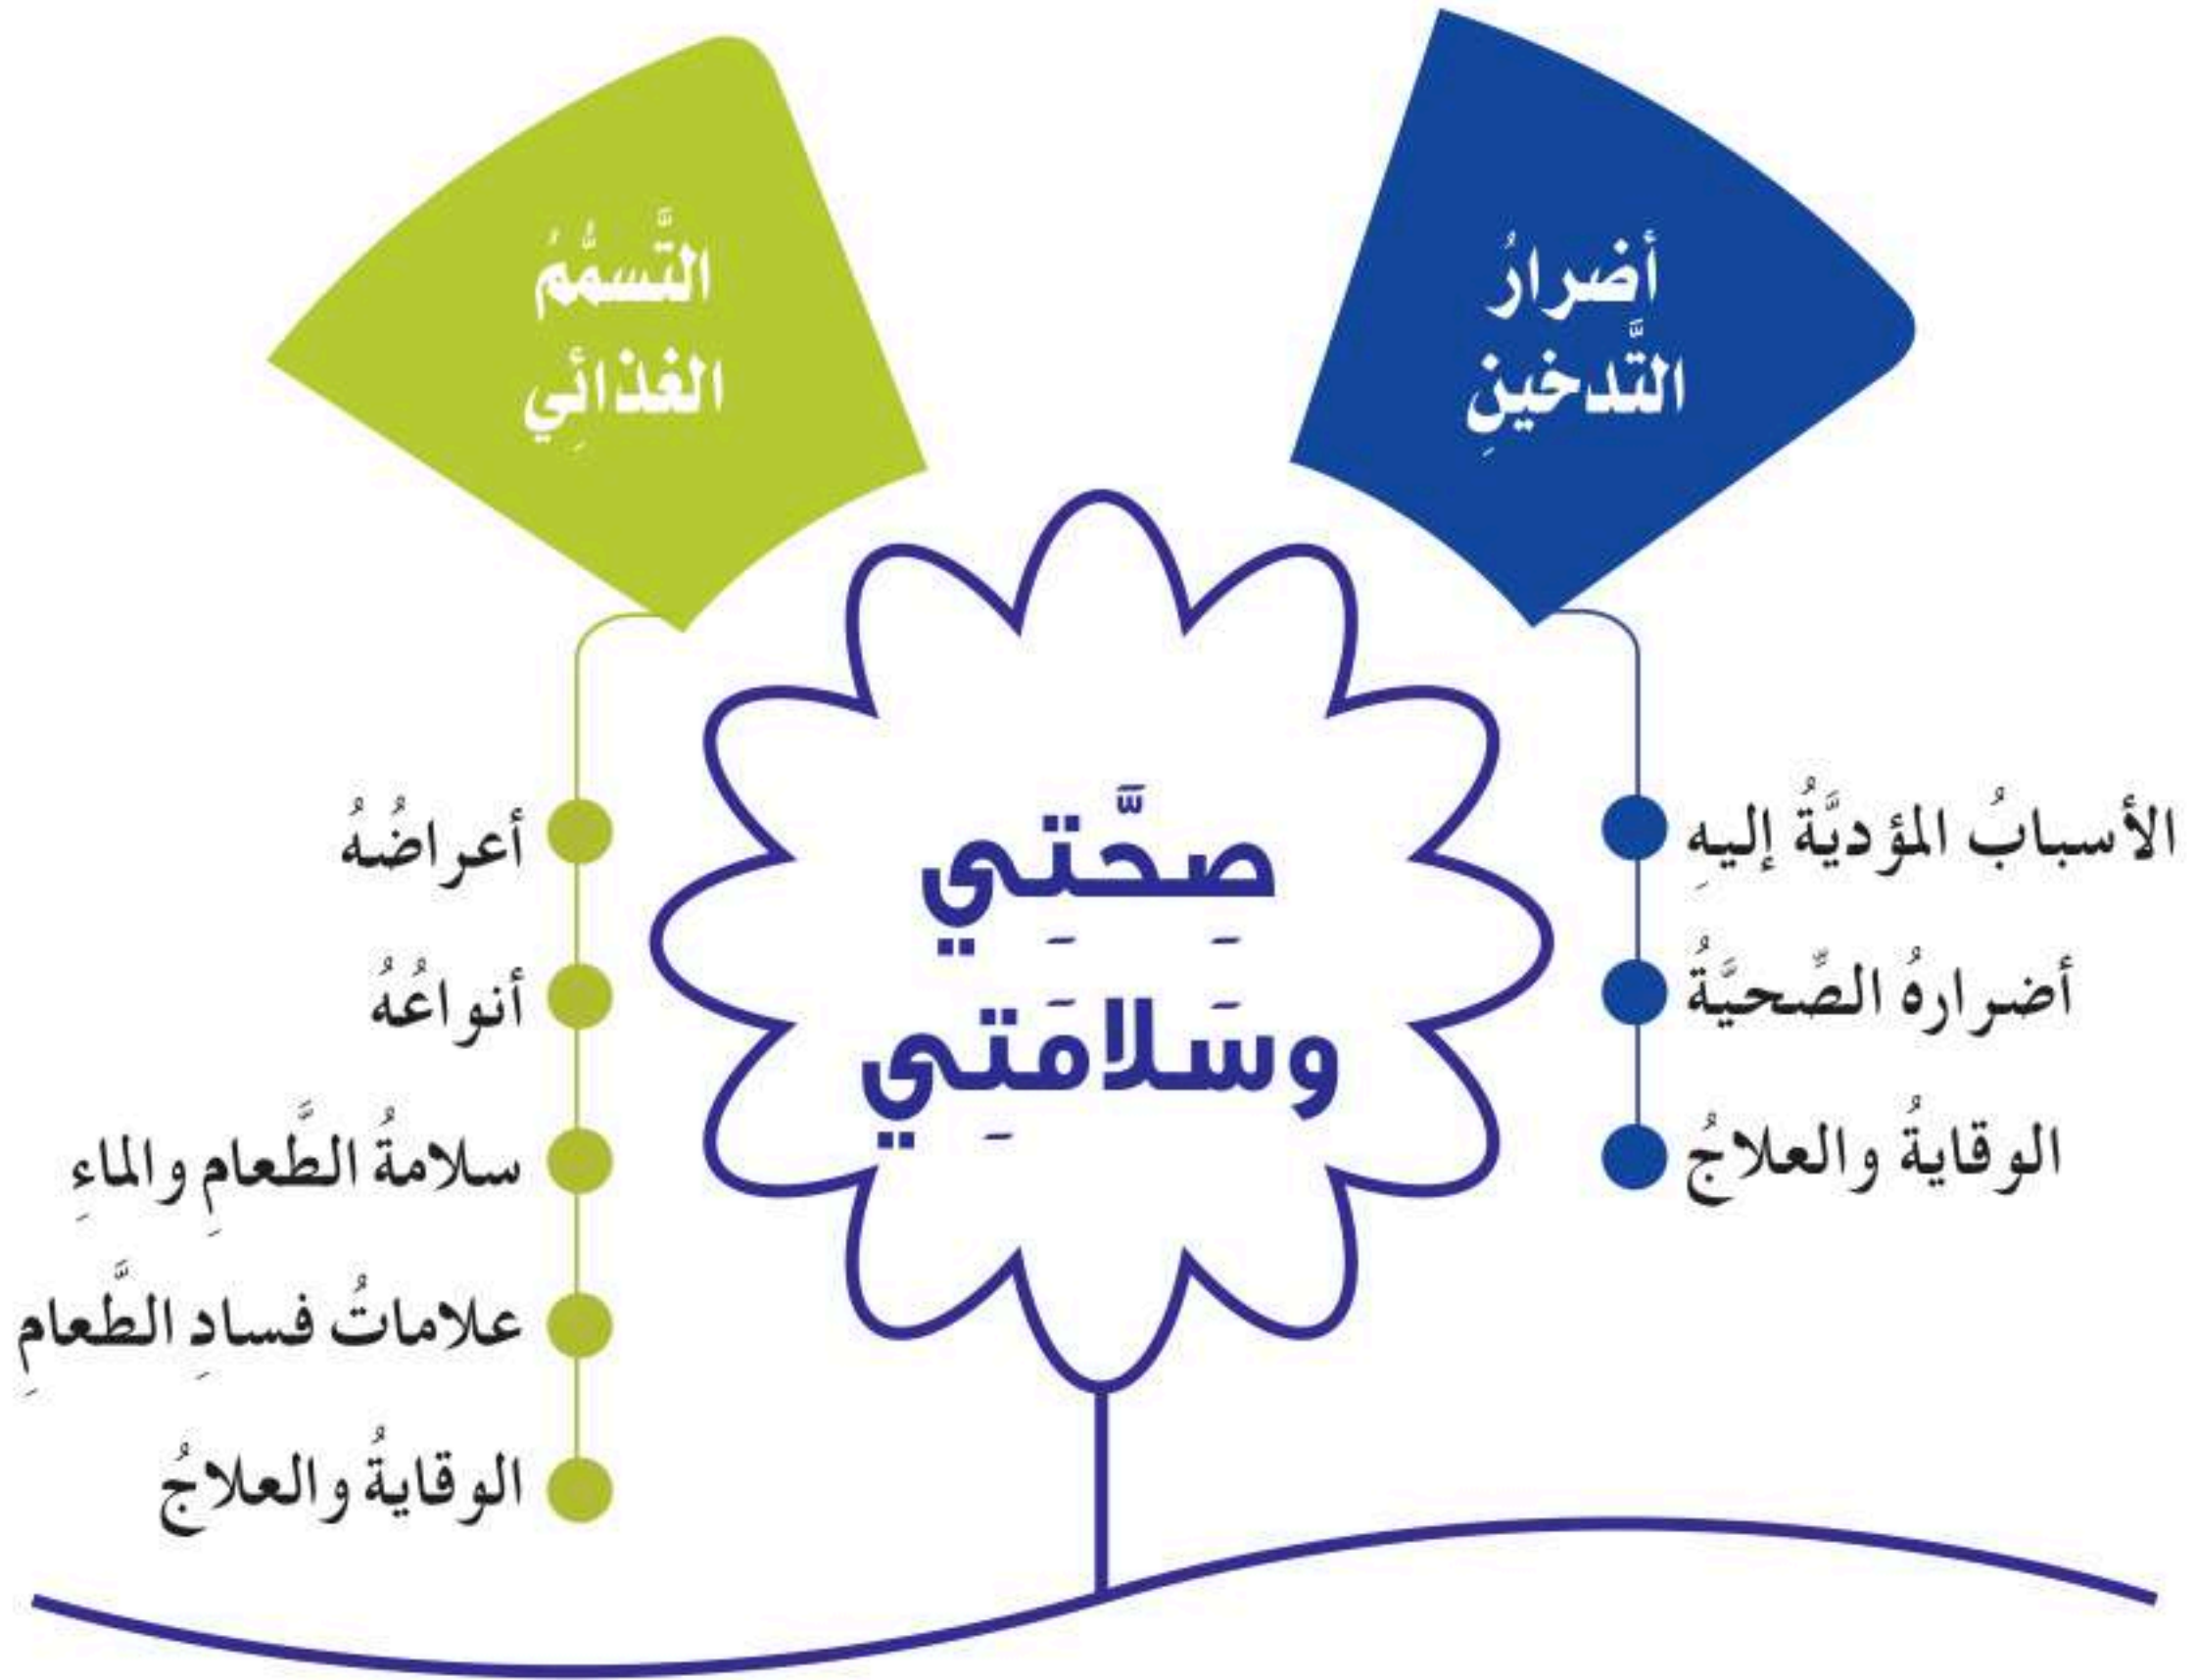 أضرارُ
التَّدخينِ
الأسبابُ المؤديَّةُ إليهِ
أضرارهُ الصِّحيَّةُ
الوقايةُ والعلاجُ
صِحَّتِي
وسَلامَتِي
التَّسمُّمُ
الغذائِي
أعراضُهُ
أنواعُهُ
سلامةُ الطَّعامِ والماءِ
علاماتُ فسادِ الطَّعامِ
الوقايةُ والعلاجُ